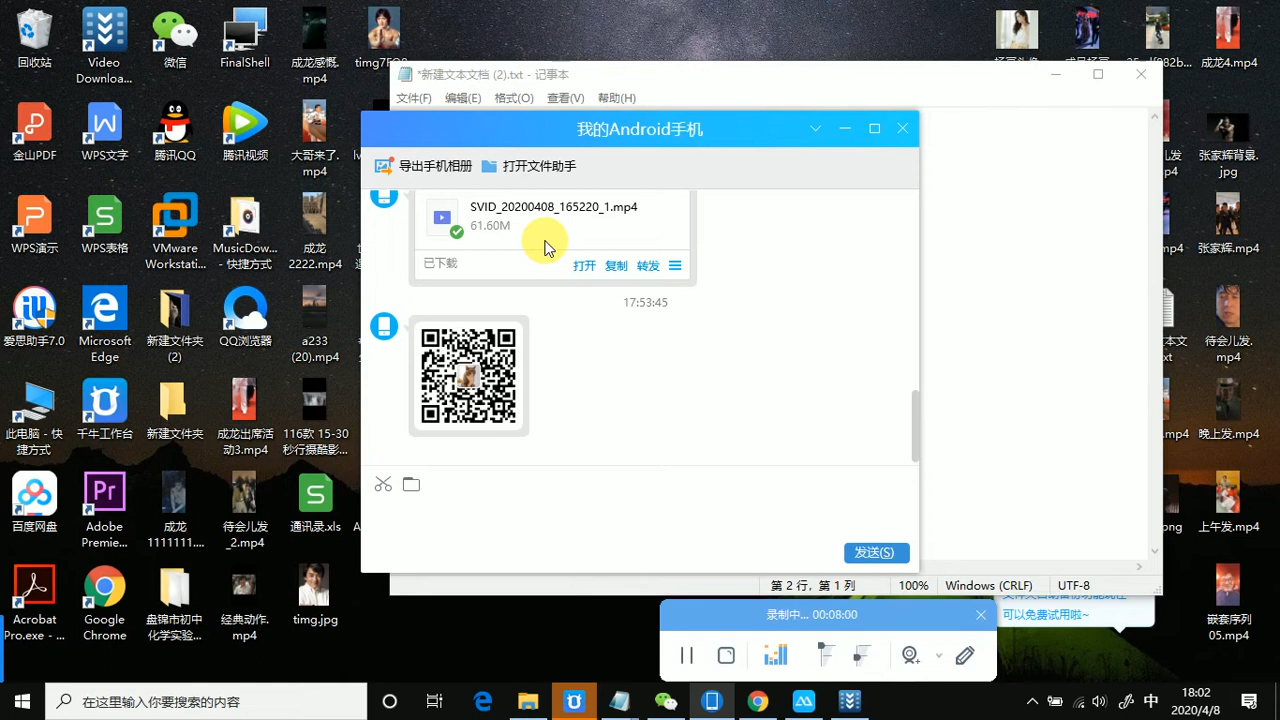 回收站
Video
Downloa...
微信
FinalShell
成龙感慨.
mp4
timg7FO8
成龙4.mp4
金山PDF
WPS文字
腾讯QQ
腾讯视频
大哥来了.
mp4
WPS演示
WPS表格
VMware
Workstati...
MusicDow...
- 快捷方式
成龙
2222.mp4
爱思助手7.0
Microsoft
Edge
新建文件夹
(2)
QQ浏览器
a233
(20).mp4
此电脑 - 快
捷方式
千牛工作台
新建文件夹
成龙出席活
动3.mp4
116款 15-30
秒行摄酷影...
百度网盘
Adobe
Premie...
成龙
1111111....
待会儿发
_2.mp4
通讯录.xls
Acrobat
Pro.exe - ...
Google
Chrome
盘锦市初中
化学实验...
经典动作.
mp4
timg.jpg
*新建文本文档 (2).txt - 记事本
文件(F) 编辑(E) 格式(O) 查看(V) 帮助(H)
我的Android手机
导出手机相册 打开文件助手
SVID_20200408_165220_1.mp4
61.60M
已下载
打开 复制 转发
17:53:45
发送(S)
第 2 行，第 1 列 100% Windows (CRLF) UTF-8
张家辉背景.
jpg
张家辉.mp4
待会儿发.
mp4
晚上发.mp4
上午发.mp4
嵌套序列
05.mp4
可以免费试用啦~
录制中... 00:08:00
在这里输入你要搜索的内容
中
18:02
2020/4/8